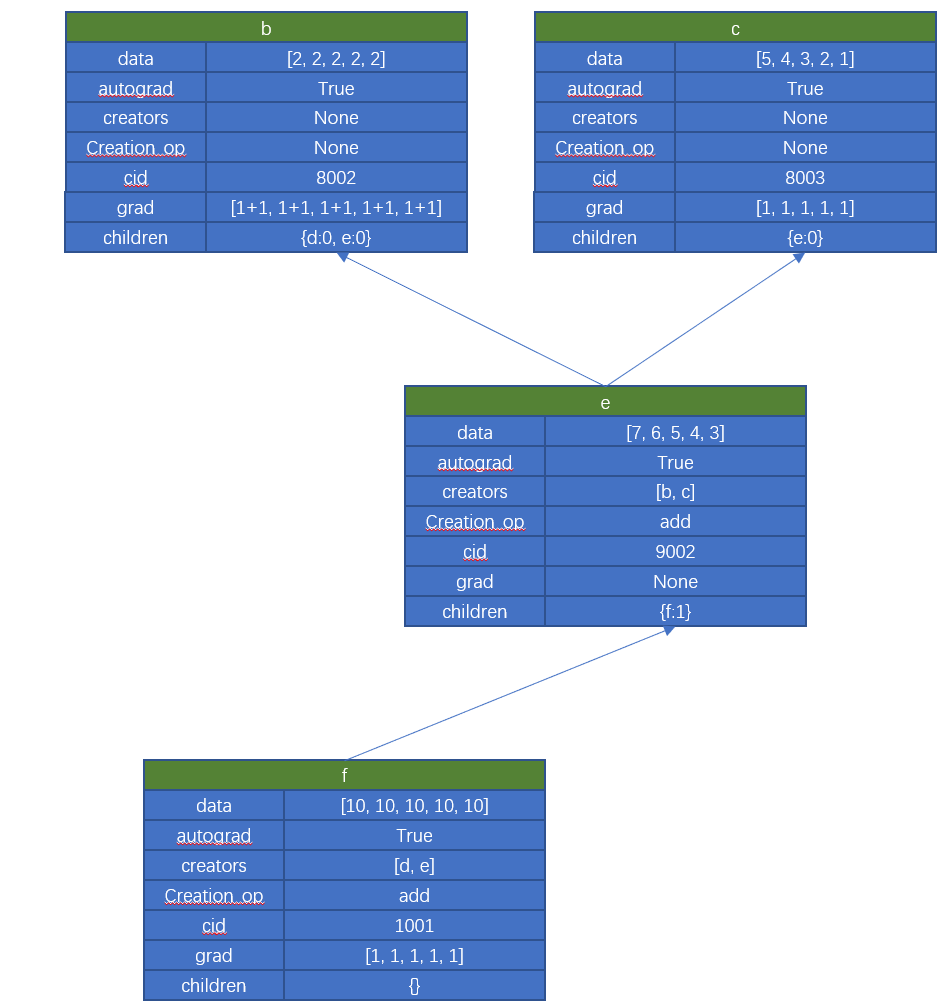 b
data [2, 2, 2, 2, 2]
autograd True
creators None
Creation_op None
cid 8002
grad [1+1, 1+1, 1+1, 1+1, 1+1]
children {d:0, e:0}
c
data [5, 4, 3, 2, 1]
autograd True
creators None
Creation_op None
cid 8003
grad [1, 1, 1, 1, 1]
children {e:0}
e
data [7, 6, 5, 4, 3]
autograd True
creators [b, c]
Creation_op add
cid 9002
grad None
children {f:1}
f
data [10, 10, 10, 10, 10]
autograd True
creators [d, e]
Creation_op add
cid 1001
grad [1, 1, 1, 1, 1]
children {}